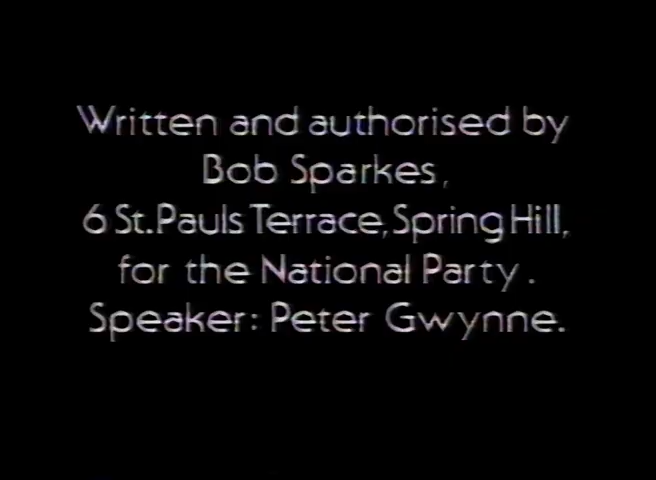 Written and authorised by
Bob Sparkes,
6 St.Pauls Terrace, Spring Hill,
for the National Party.
Speaker: Peter Gwynne.